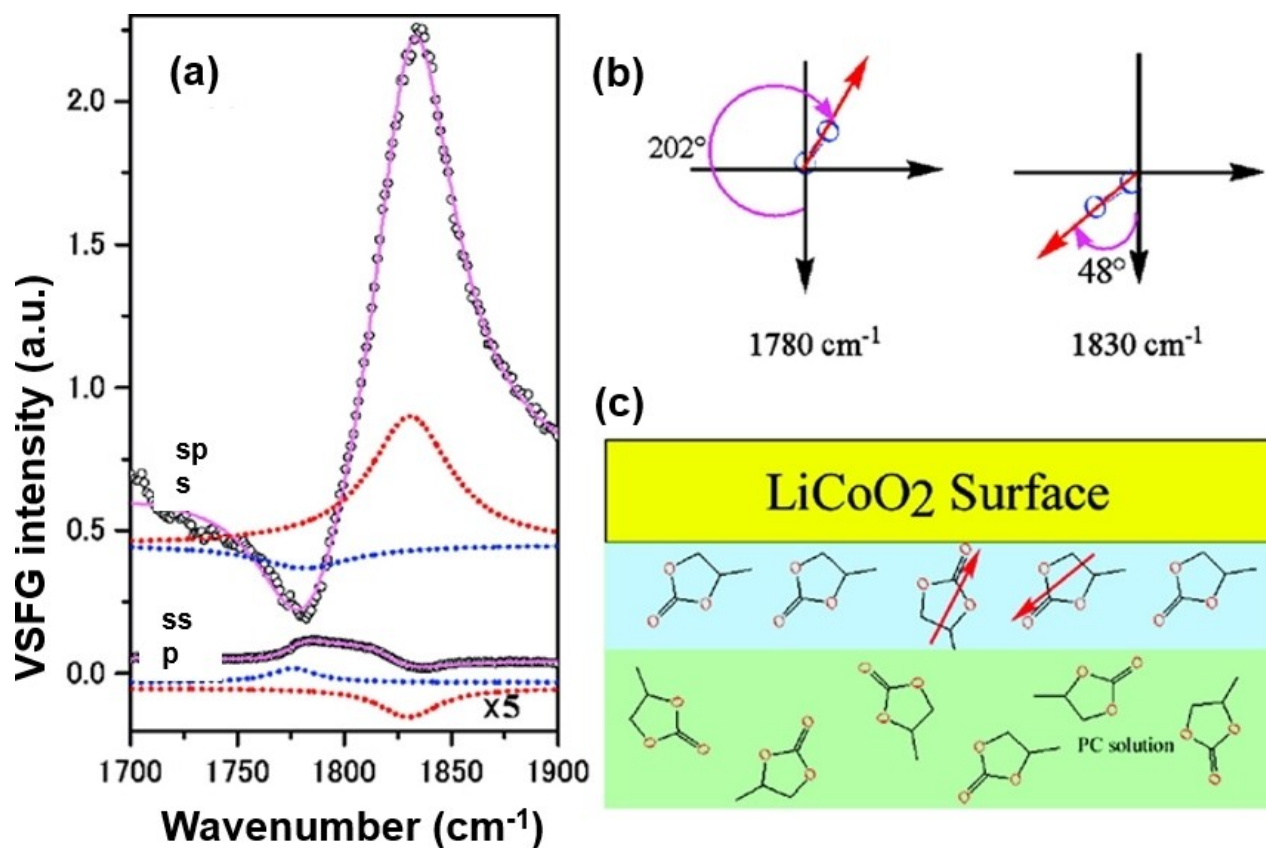 (a)
2.0
1.5
1.0
0.5
0.0
VSFG intensity (a.u.)
sp
s
ss
p
x5
1700 1750 1800 1850 1900
Wavenumber (cm-1)
(b)
202°
48°
1780 cm-1
1830 cm-1
(c)
LiCoO2 Surface
O O O O O
O O O O O
O O O O O
O O O O
O O O O
O O O O
O O O O O O
PC solution